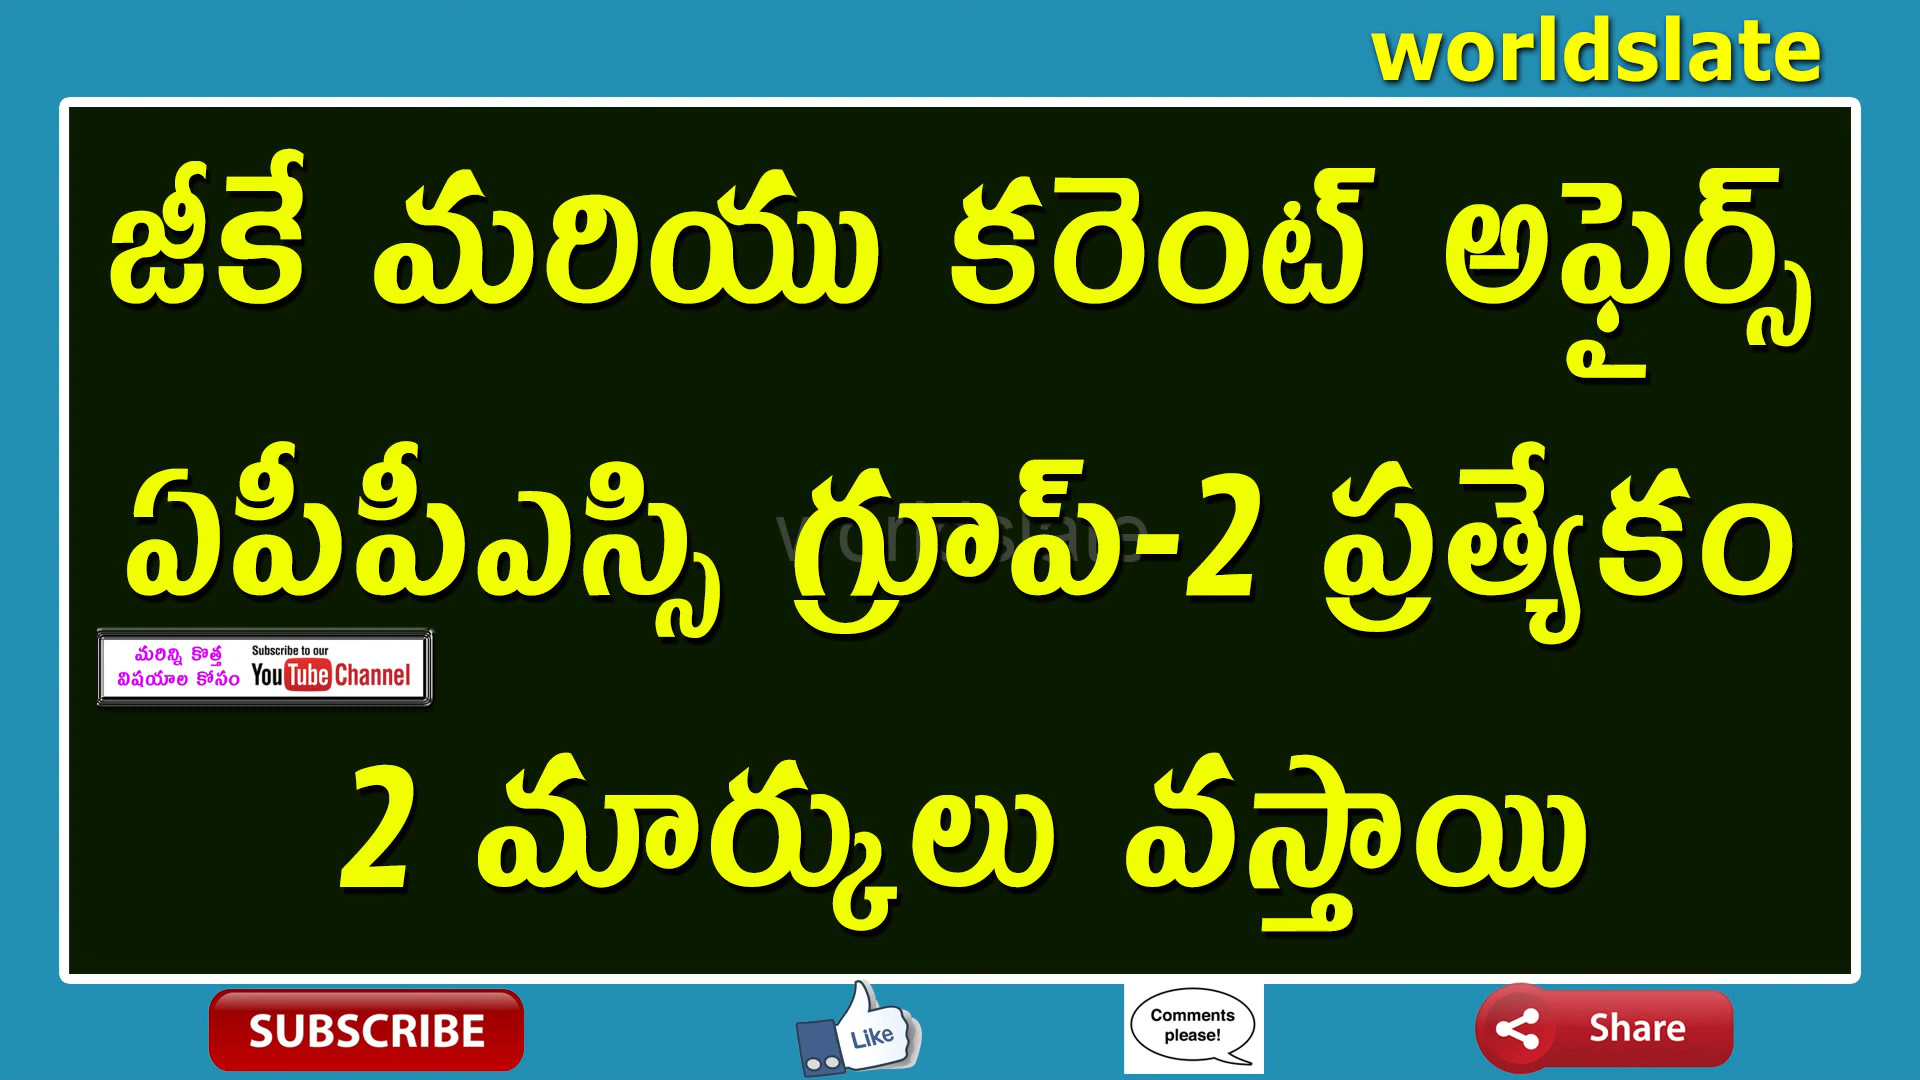 worldslate
జీకే మరియు కరెంట్ అఫైర్స్
ఏపీపీఎస్సి గ్రూప్-2 ప్రత్యేకం
worldslate
మరిన్ని కొత్త
విషయాల కోసం
Subscribe to our
YouTube Channel
2 మార్కులు వస్తాయి
SUBSCRIBE
Like
Comments
please!
Share